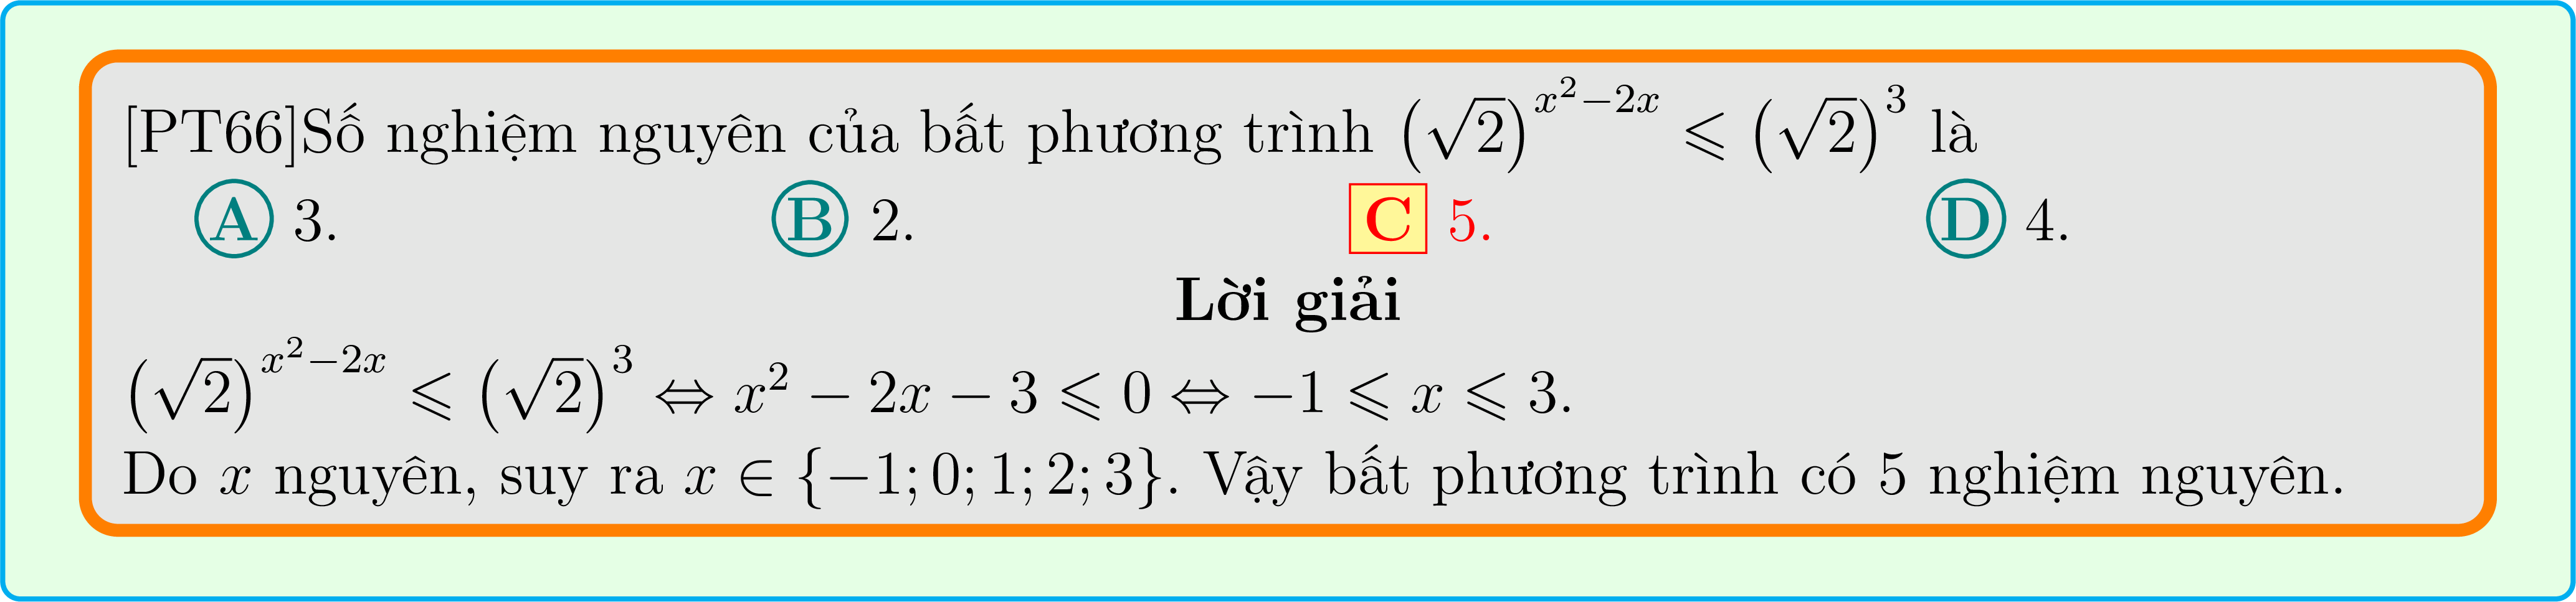 [PT66]Số nghiệm nguyên của bất phương trình $\left(\sqrt{2}\right)^{x^2-2x} \leqslant \left(\sqrt{2}\right)^3$ là
A 3. B 2. C 5. D 4.
Lời giải
$\left(\sqrt{2}\right)^{x^2-2x} \leqslant \left(\sqrt{2}\right)^3 \Leftrightarrow x^2 - 2x - 3 \leqslant 0 \Leftrightarrow -1 \leqslant x \leqslant 3.$
Do $x$ nguyên, suy ra $x \in \{-1; 0; 1; 2; 3\}$. Vậy bất phương trình có 5 nghiệm nguyên.